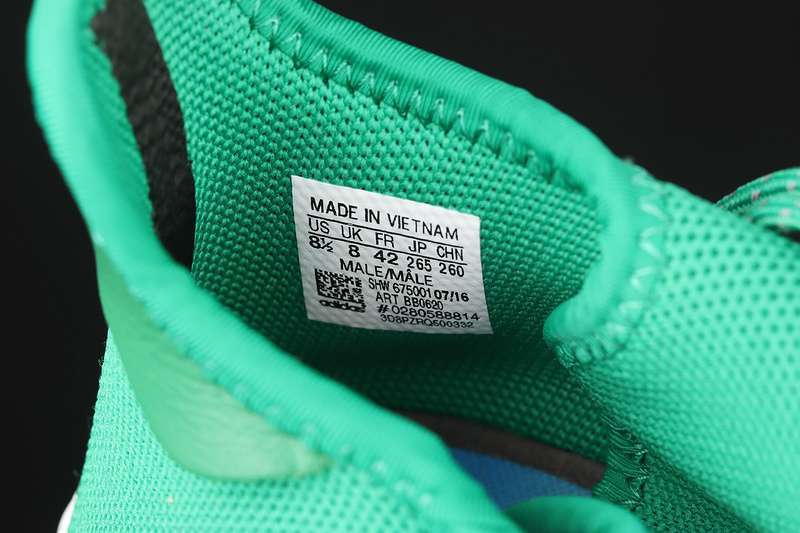 MADE IN VIETNAM
US UK FR JP CHN
8½ 8 42 265 260
MALE/MÂLE
SHW 675001 07/16
ART BB0620
#0280588814
3D8PZRQ500332